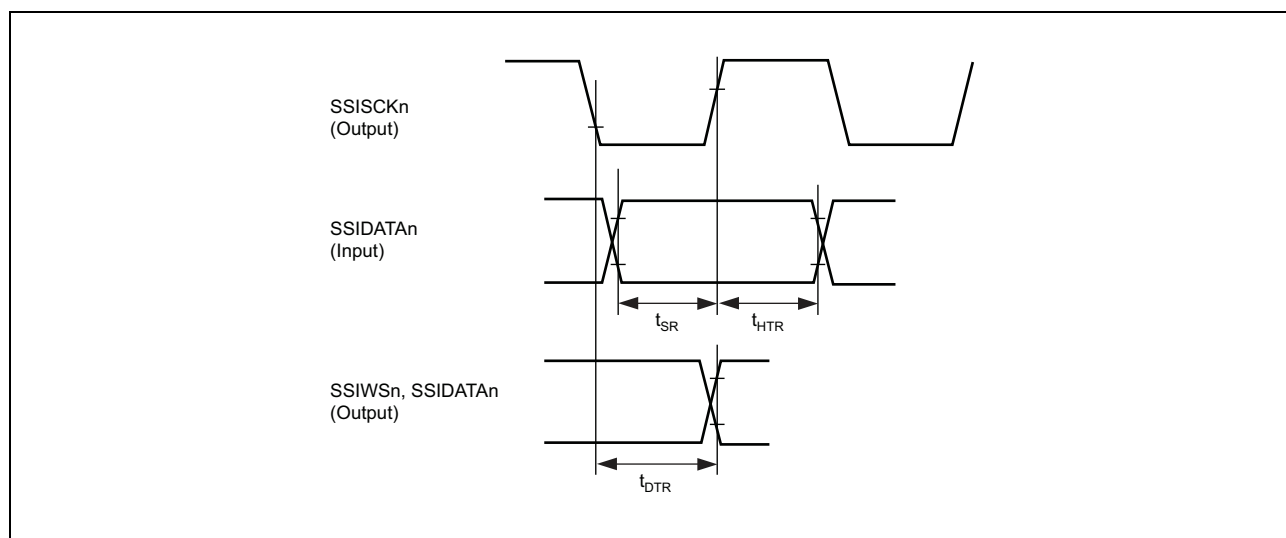 SSISCKn
(Output)
SSIDATAn
(Input)
tSR
tHTR
SSIWSn, SSIDATAn
(Output)
tDTR